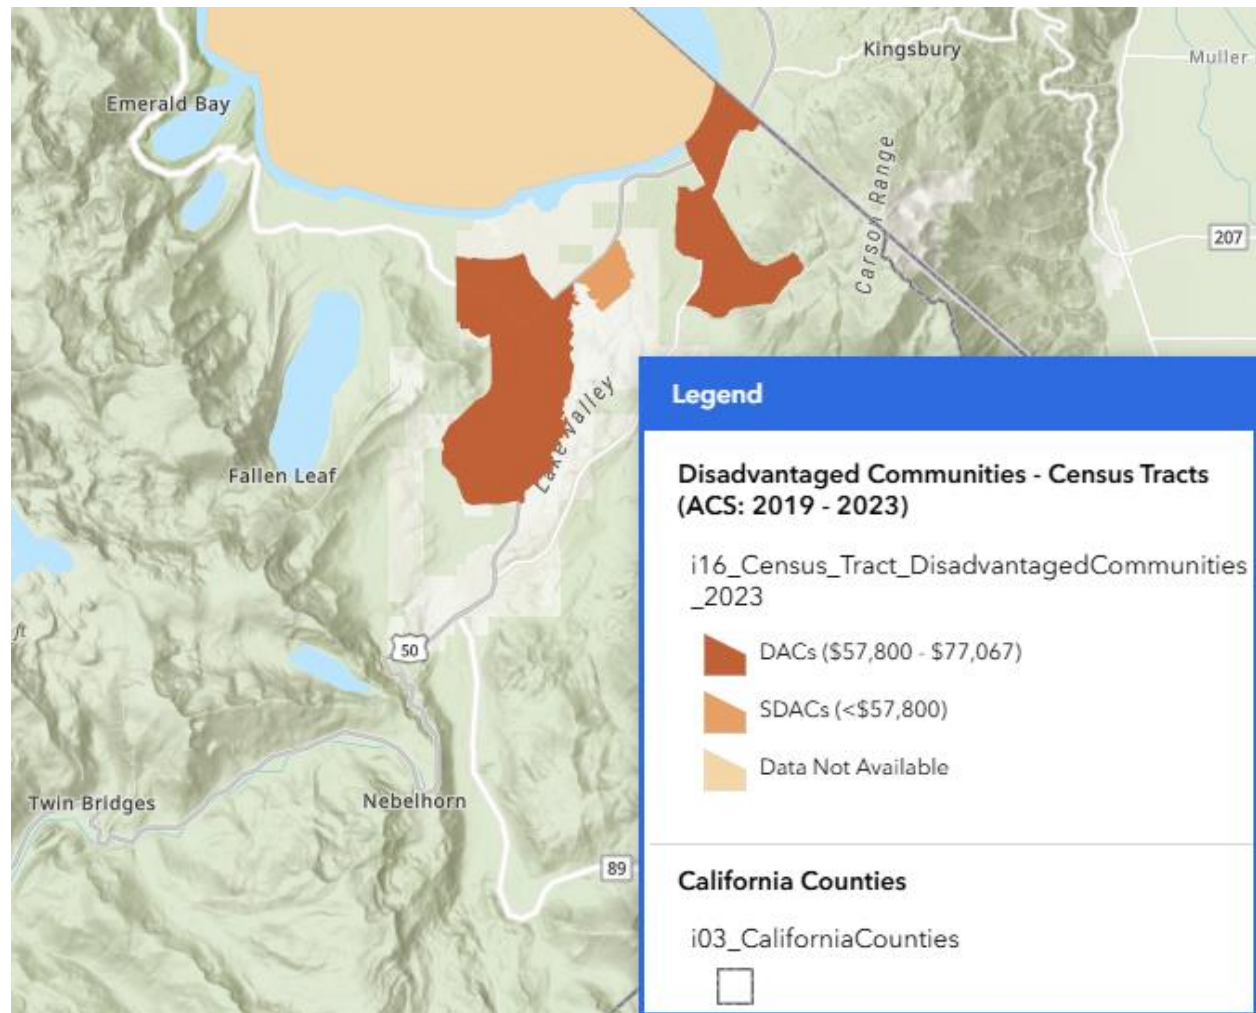 Kingsbury
Muller
Emerald Bay
Carson Range
207
Lake Valley
Fallen Leaf
ft
50
Twin Bridges
Nebelhorn
89
Legend
Disadvantaged Communities - Census Tracts
(ACS: 2019 - 2023)
i16_Census_Tract_DisadvantagedCommunities
_2023
DACs ($57,800 - $77,067)
SDACs (<$57,800)
Data Not Available
California Counties
i03_CaliforniaCounties